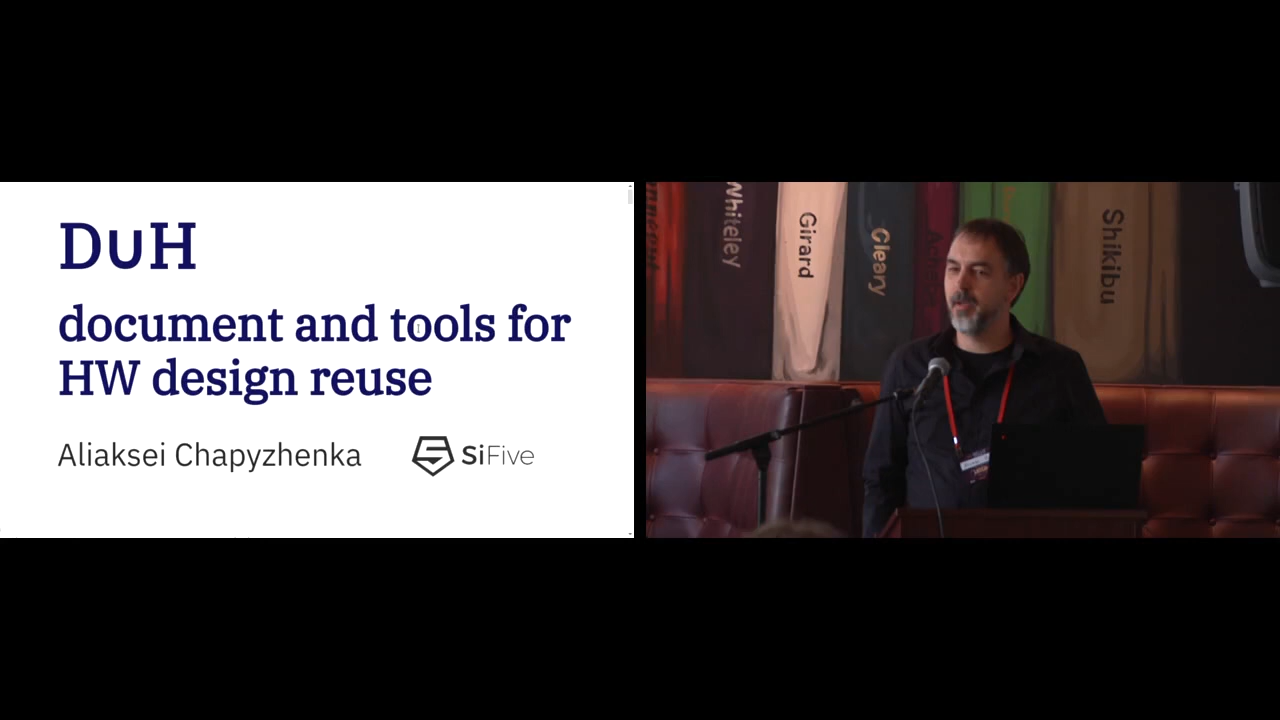 DuH
document and tools for
HW design reuse
Aliaksei Chapyzhenka
SiFive
Whiteley
Girard
Cleary
Shikibu